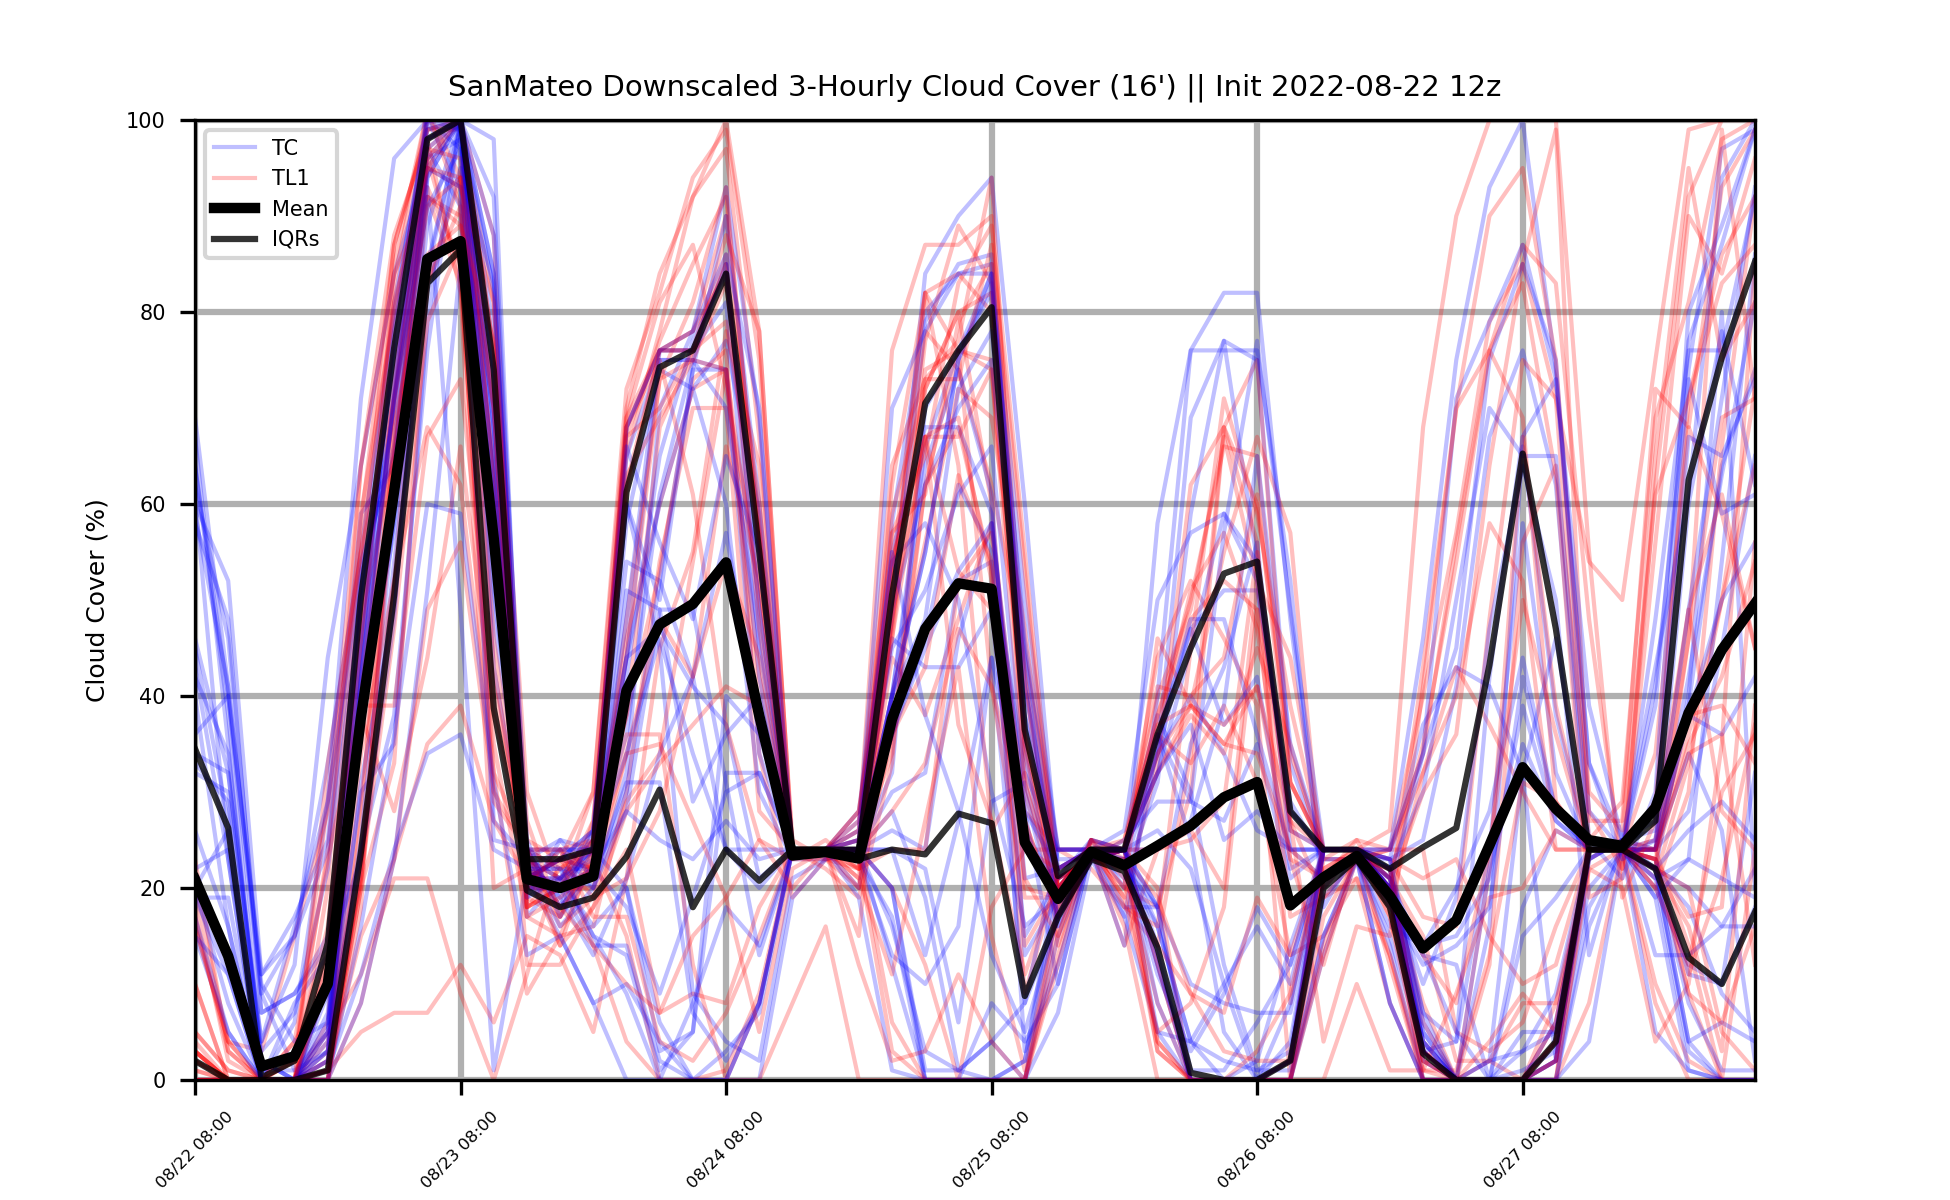 SanMateo Downscaled 3-Hourly Cloud Cover (16') || Init 2022-08-22 12z
100
80
60
40
20
0
Cloud Cover (%)
TC
TL1
Mean
IQRs
08/22 08:00
08/23 08:00
08/24 08:00
08/25 08:00
08/26 08:00
08/27 08:00